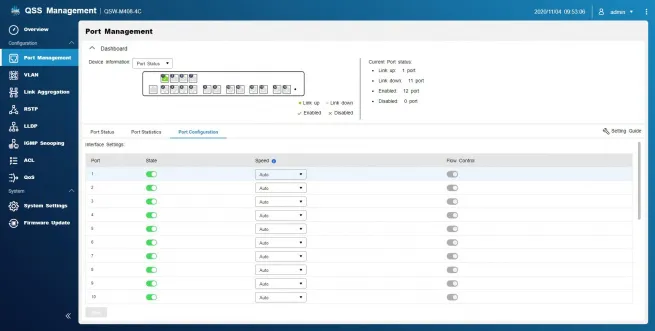 QSS Management | QSW-M408-4C
2020/11/04 09:53:06
admin
Overview
Configuration
Port Management
VLAN
Link Aggregation
RSTP
LLDP
IGMP Snooping
ACL
QoS
System
System Settings
Firmware Update
Port Management
Dashboard
Device Information: Port Status
Link up Link down
Enabled Disabled
Current Port status
Link up: 1 port
Link down: 11 port
Enabled: 12 port
Disabled: 0 port
Port Status Port Statistics Port Configuration
Setting Guide
Interface Settings:
Port State Speed Flow Control
1 Auto
2 Auto
3 Auto
4 Auto
5 Auto
6 Auto
7 Auto
8 Auto
9 Auto
10 Auto